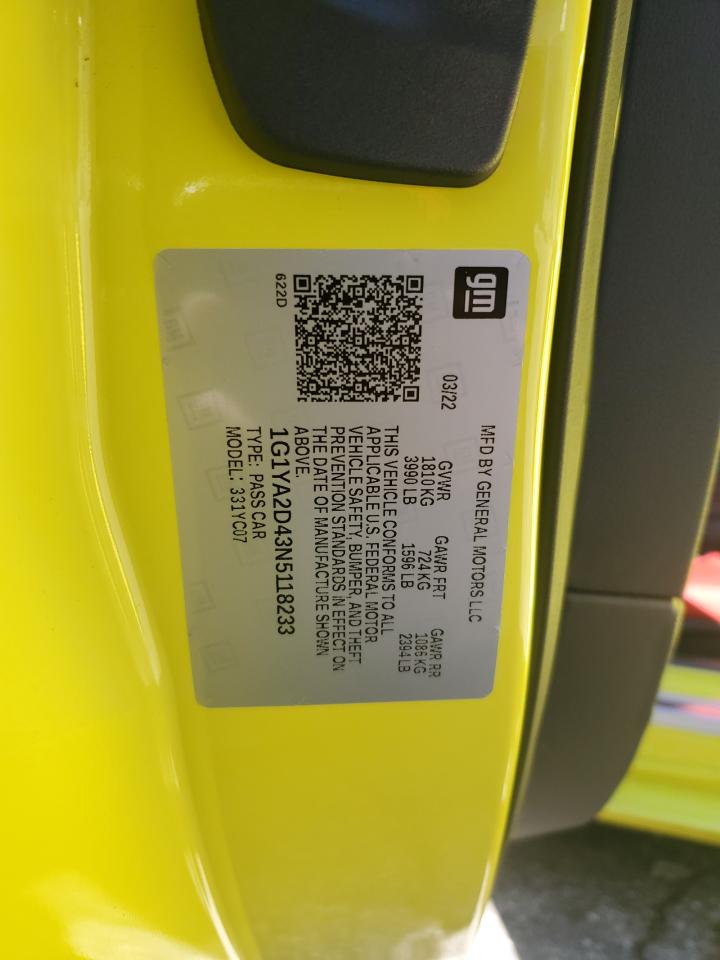 gm
MFD BY GENERAL MOTORS LLC
03/22 GVWR GAWR FRT GAWR RR
1810 KG 724 KG 1086 KG
3990 LB 1596 LB 2394 LB
THIS VEHICLE CONFORMS TO ALL
APPLICABLE U.S. FEDERAL MOTOR
VEHICLE SAFETY, BUMPER, AND THEFT
PREVENTION STANDARDS IN EFFECT ON
THE DATE OF MANUFACTURE SHOWN
ABOVE.
622D
1G1YA2D43N5118233
TYPE: PASS CAR
MODEL: 331YC07